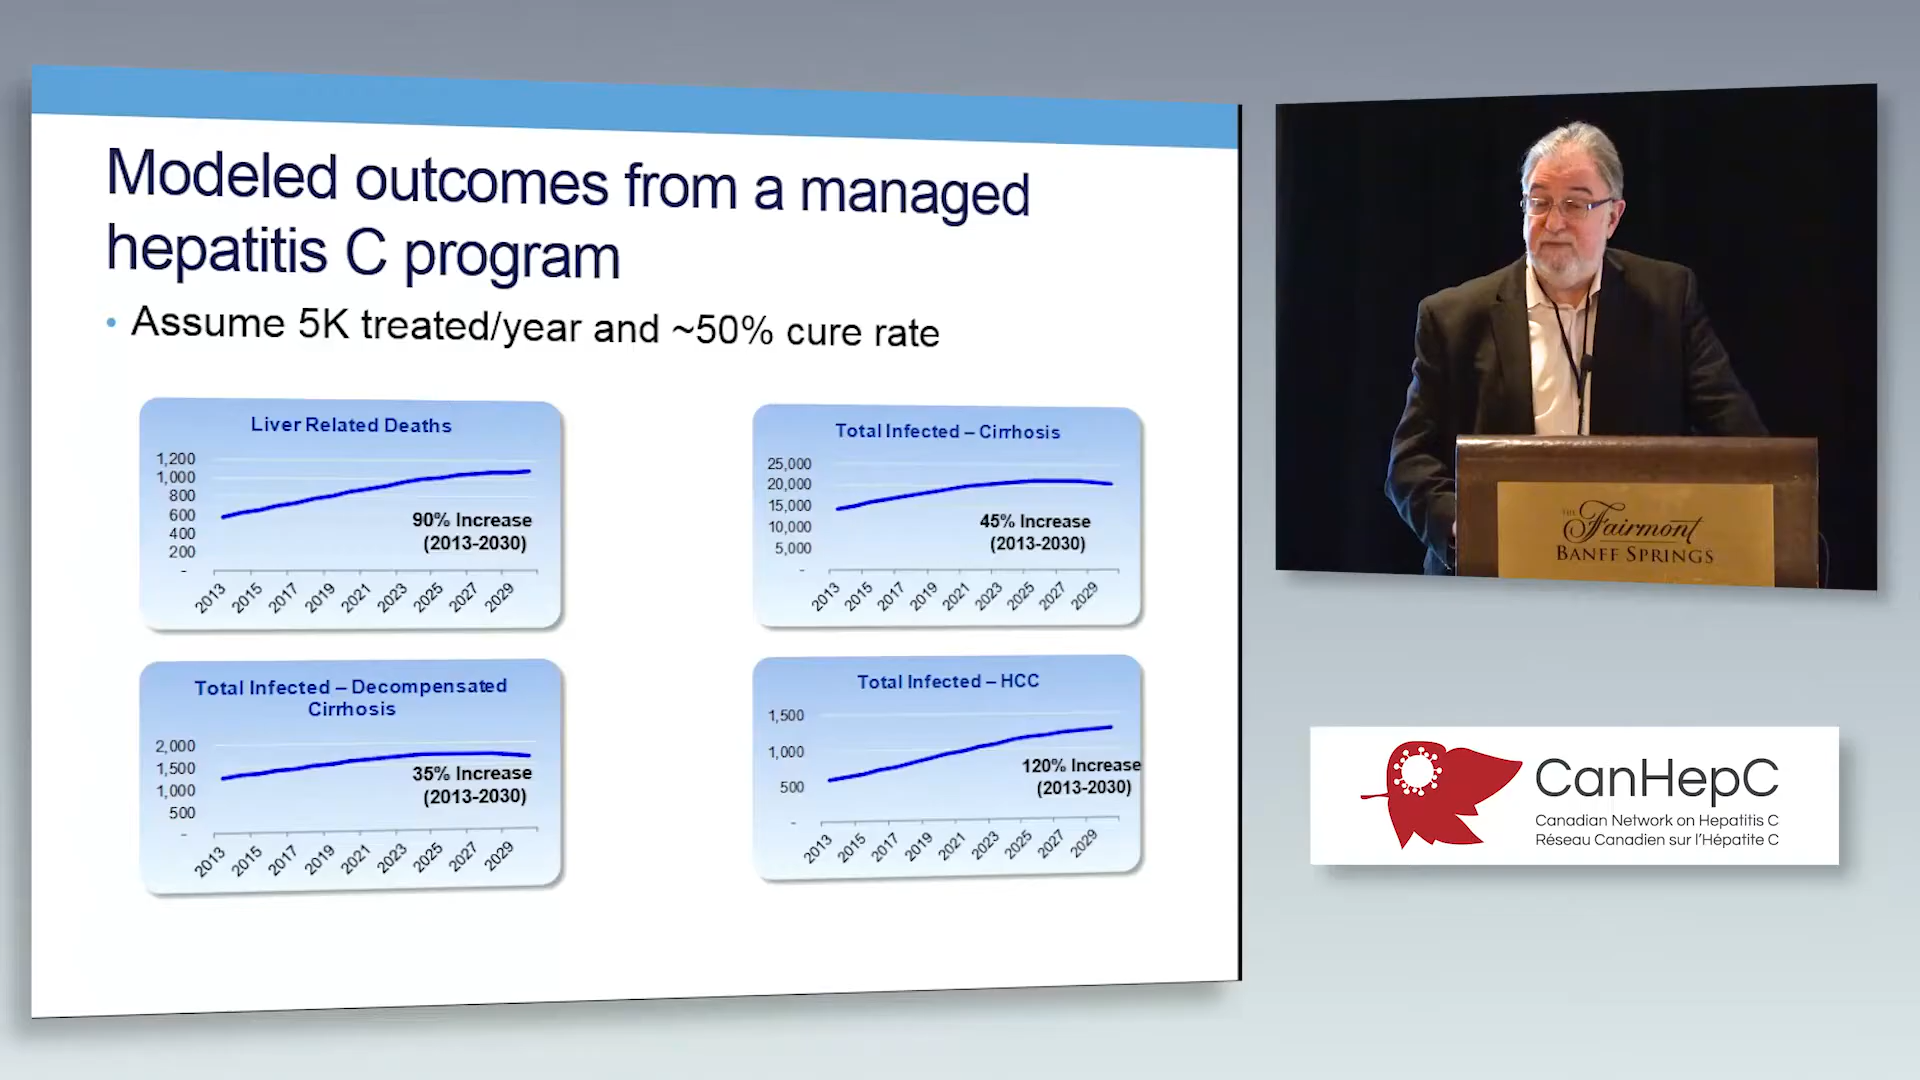 Modeled outcomes from a managed
hepatitis C program
• Assume 5K treated/year and ~50% cure rate
Liver Related Deaths
1,200
1,000
800
600
400
200
-
90% Increase
(2013-2030)
2013 2015 2017 2019 2021 2023 2025 2027 2029
Total Infected – Cirrhosis
25,000
20,000
15,000
10,000
5,000
-
45% Increase
(2013-2030)
2013 2015 2017 2019 2021 2023 2025 2027 2029
Total Infected – Decompensated
Cirrhosis
2,000
1,500
1,000
500
-
35% Increase
(2013-2030)
2013 2015 2017 2019 2021 2023 2025 2027 2029
Total Infected – HCC
1,500
1,000
500
-
120% Increase
(2013-2030)
2013 2015 2017 2019 2021 2023 2025 2027 2029
THE
Fairmont
BANFF SPRINGS
CanHepC
Canadian Network on Hepatitis C
Réseau Canadien sur l'Hépatite C